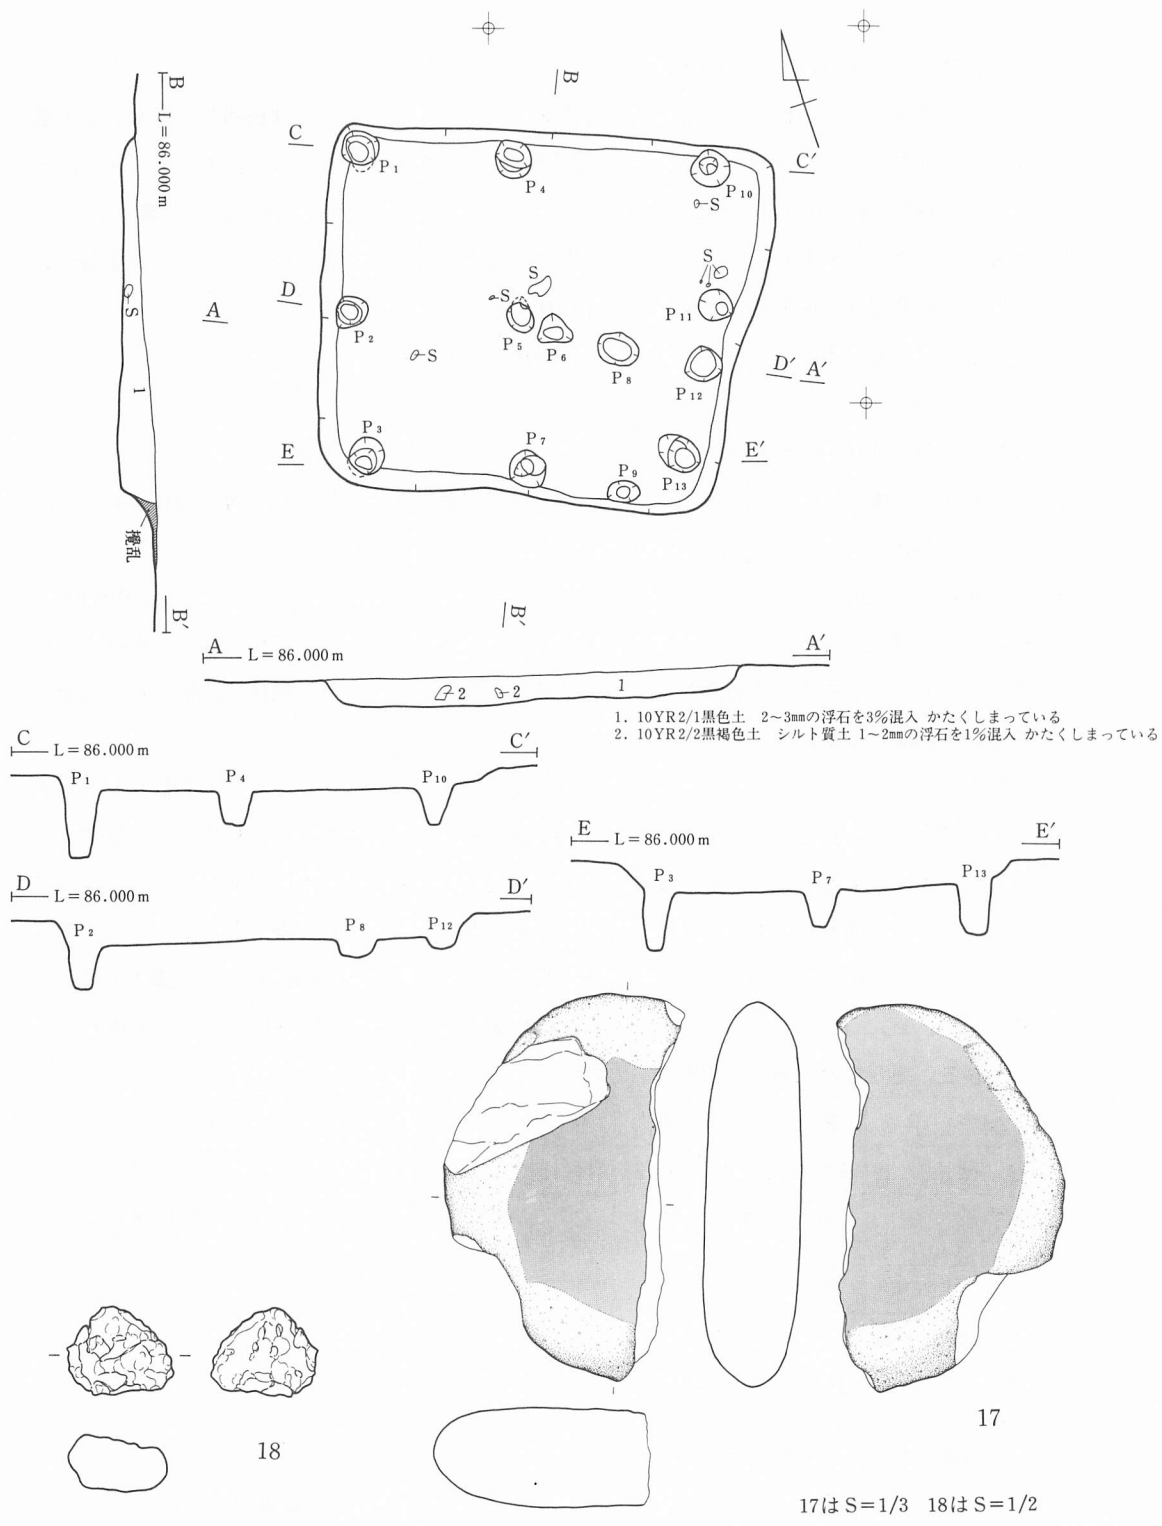 B
L=86.000m
S
1
攪乱
B′
B
C
C′
P1
P4
P10
S
S
S
S
D
A
P2
P5
P6
P8
P11
P12
S
D′ A′
E
P3
P7
P9
P13
E′
B′
A
L=86.000m
A′
2
2
1
1. 10YR2/1黒色土 2〜3mmの浮石を3%混入 かたくしまっている
2. 10YR2/2黒褐色土 シルト質土 1〜2mmの浮石を1%混入 かたくしまっている
C
L=86.000m
C′
P1
P4
P10
E
L=86.000m
E′
P3
P7
P13
D
L=86.000m
D′
P2
P8
P12
17
18
17は S=1/3 18は S=1/2